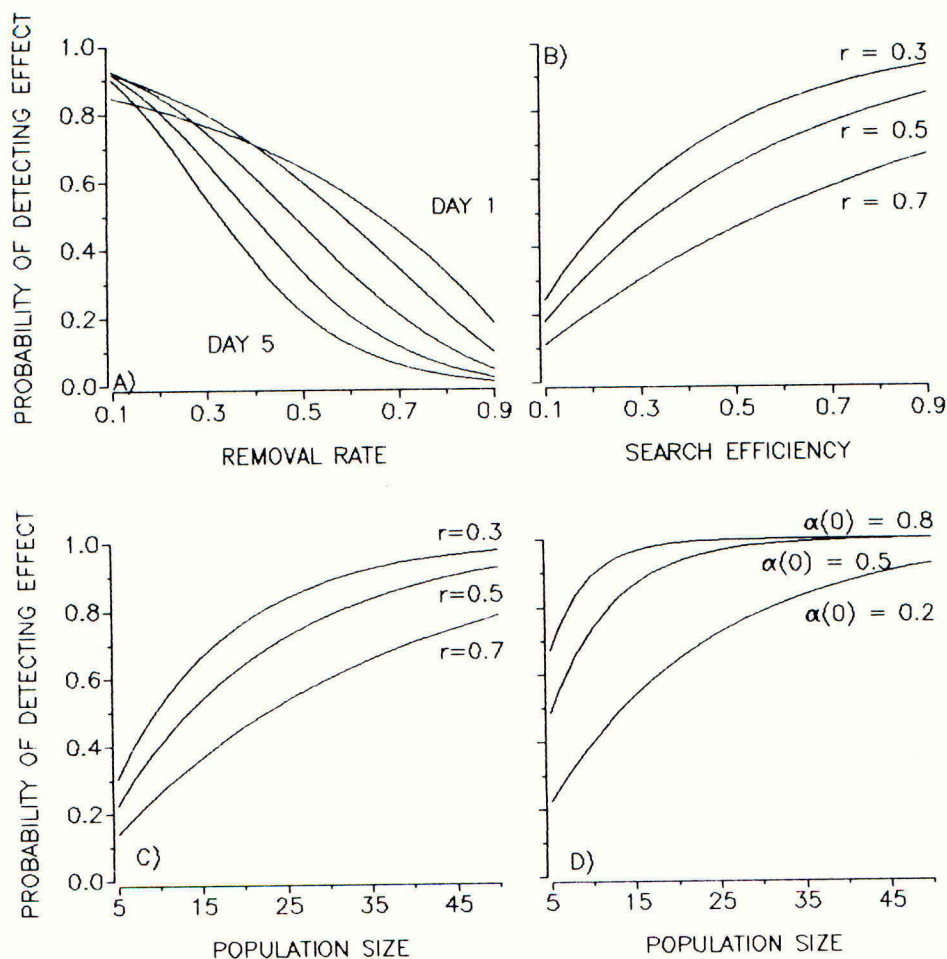 PROBABILITY OF DETECTING EFFECT
1.0
0.8
0.6
0.4
0.2
0.0
DAY 1
DAY 5
A)
0.1 0.3 0.5 0.7 0.9
REMOVAL RATE
B)
r = 0.3
r = 0.5
r = 0.7
0.1 0.3 0.5 0.7 0.9
SEARCH EFFICIENCY
PROBABILITY OF DETECTING EFFECT
1.0
0.8
0.6
0.4
0.2
0.0
r=0.3
r=0.5
r=0.7
C)
5 15 25 35 45
POPULATION SIZE
α(0) = 0.8
α(0) = 0.5
α(0) = 0.2
D)
5 15 25 35 45
POPULATION SIZE